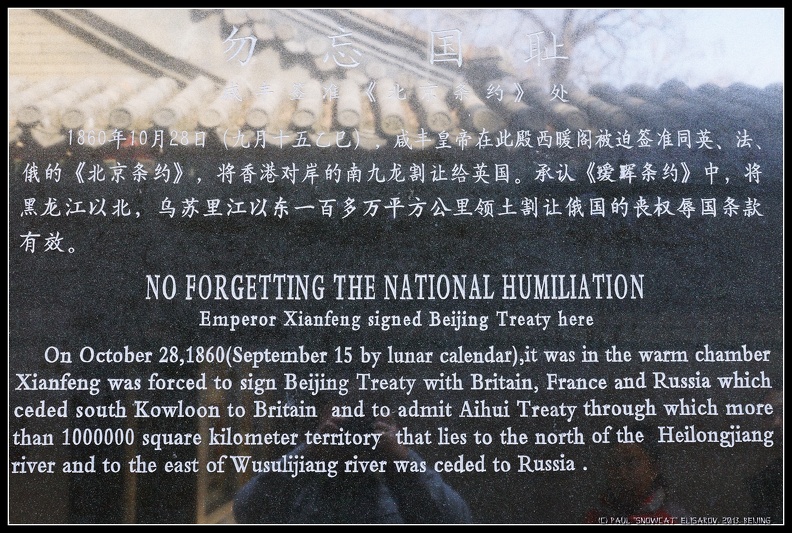 勿忘国耻
咸丰签准《北京条约》处
1860年10月28日（九月十五乙巳），咸丰皇帝在此殿西暖阁被迫签准同英、法、
俄的《北京条约》，将香港对岸的南九龙割让给英国。承认《瑷珲条约》中，将
黑龙江以北，乌苏里江以东一百多万平方公里领土割让俄国的丧权辱国条款
有效。
NO FORGETTING THE NATIONAL HUMILIATION
Emperor Xianfeng signed Beijing Treaty here
On October 28,1860(September 15 by lunar calendar),it was in the warm chamber
Xianfeng was forced to sign Beijing Treaty with Britain, France and Russia which
ceded south Kowloon to Britain and to admit Aihui Treaty through which more
than 1000000 square kilometer territory that lies to the north of the Heilongjiang
river and to the east of Wusulijiang river was ceded to Russia .
(C) PAUL "SNOWCAT" ELISAROV, 2013, BEIJING